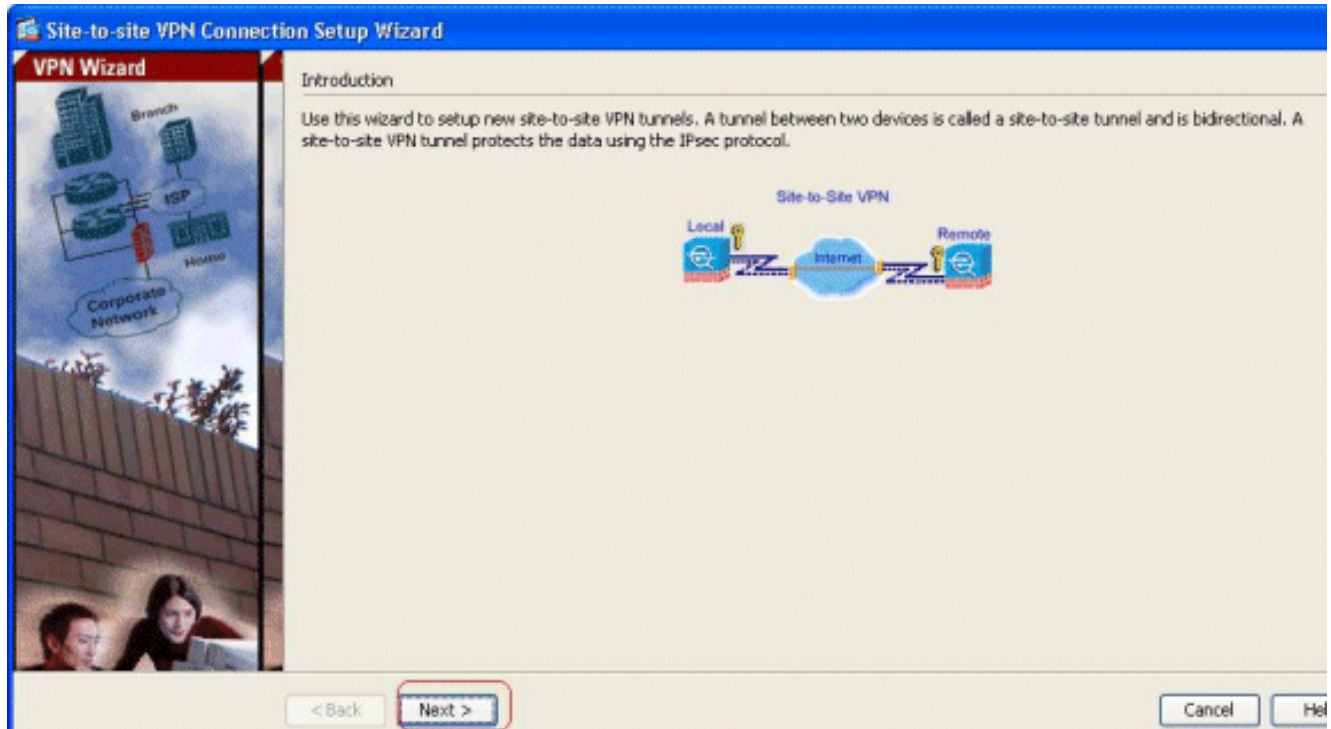 Site-to-site VPN Connection Setup Wizard
VPN Wizard
Branch
ISP
Home
Corporate
Network
Introduction
Use this wizard to setup new site-to-site VPN tunnels. A tunnel between two devices is called a site-to-site tunnel and is bidirectional. A
site-to-site VPN tunnel protects the data using the IPsec protocol.
Site-to-Site VPN
Local
Internet
Remote
< Back
Next >
Cancel
Hel